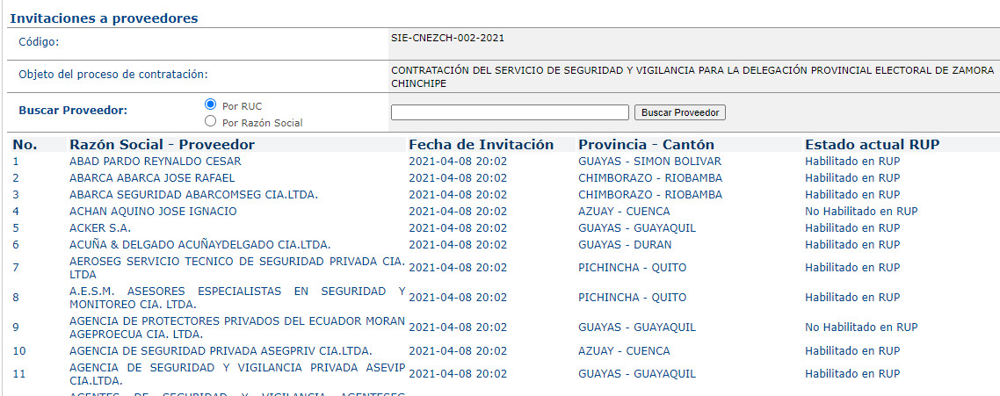 Invitaciones a proveedores
Código: SIE-CNEZCH-002-2021
Objeto del proceso de contratación: CONTRATACIÓN DEL SERVICIO DE SEGURIDAD Y VIGILANCIA PARA LA DELEGACIÓN PROVINCIAL ELECTORAL DE ZAMORA
CHINCHIPE
Buscar Proveedor: Por RUC
Por Razón Social
Buscar Proveedor
No. Razón Social - Proveedor Fecha de Invitación Provincia - Cantón Estado actual RUP
1 ABAD PARDO REYNALDO CESAR 2021-04-08 20:02 GUAYAS - SIMON BOLIVAR Habilitado en RUP
2 ABARCA ABARCA JOSE RAFAEL 2021-04-08 20:02 CHIMBORAZO - RIOBAMBA Habilitado en RUP
3 ABARCA SEGURIDAD ABARCOMSEG CIA.LTDA. 2021-04-08 20:02 CHIMBORAZO - RIOBAMBA Habilitado en RUP
4 ACHAN AQUINO JOSE IGNACIO 2021-04-08 20:02 AZUAY - CUENCA No Habilitado en RUP
5 ACKER S.A. 2021-04-08 20:02 GUAYAS - GUAYAQUIL Habilitado en RUP
6 ACUÑA & DELGADO ACUÑAYDELGADO CIA.LTDA. 2021-04-08 20:02 GUAYAS - DURAN Habilitado en RUP
7 AEROSEG SERVICIO TECNICO DE SEGURIDAD PRIVADA CIA.
LTDA 2021-04-08 20:02 PICHINCHA - QUITO Habilitado en RUP
8 A.E.S.M. ASESORES ESPECIALISTAS EN SEGURIDAD Y
MONITOREO CIA. LTDA. 2021-04-08 20:02 PICHINCHA - QUITO Habilitado en RUP
9 AGENCIA DE PROTECTORES PRIVADOS DEL ECUADOR MORAN
AGEPROECUA CIA. LTDA. 2021-04-08 20:02 GUAYAS - GUAYAQUIL No Habilitado en RUP
10 AGENCIA DE SEGURIDAD PRIVADA ASEGPRIV CIA.LTDA. 2021-04-08 20:02 AZUAY - CUENCA Habilitado en RUP
11 AGENCIA DE SEGURIDAD Y VIGILANCIA PRIVADA ASEVIP
CIA.LTDA. 2021-04-08 20:02 GUAYAS - GUAYAQUIL Habilitado en RUP
AGENTES DE SEGURIDAD Y VIGILANCIA AGENTESEG